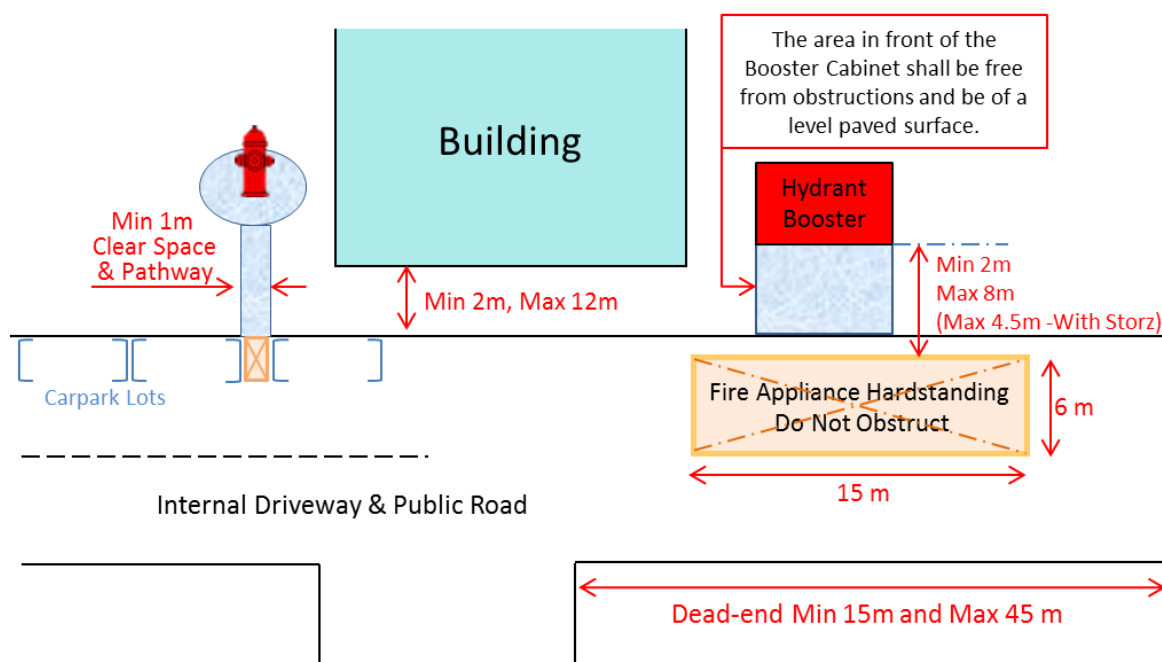 The area in front of the
Booster Cabinet shall be free
from obstructions and be of a
level paved surface.
Building
Hydrant
Booster
Min 1m
Clear Space
& Pathway
Min 2m, Max 12m
Min 2m
Max 8m
(Max 4.5m -With Storz)
Carpark Lots
Fire Appliance Hardstanding
Do Not Obstruct
6 m
15 m
Internal Driveway & Public Road
Dead-end Min 15m and Max 45 m